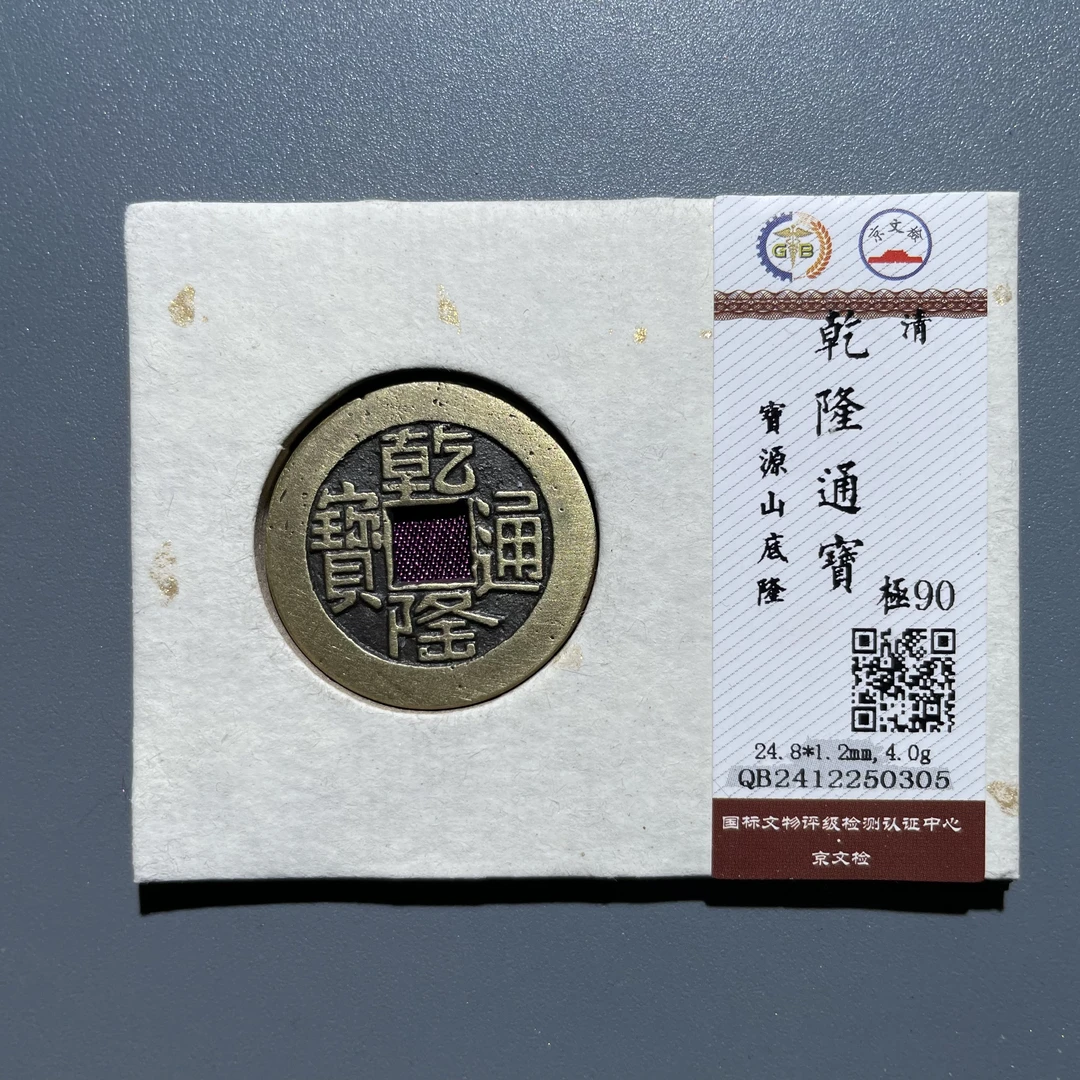 乾隆通寶
GB
京文检
清
乾隆通寶
寶源山底隆
極90
24.8*1.2mm,4.0g
QB2412250305
国标文物评级检测认证中心
·
京文检